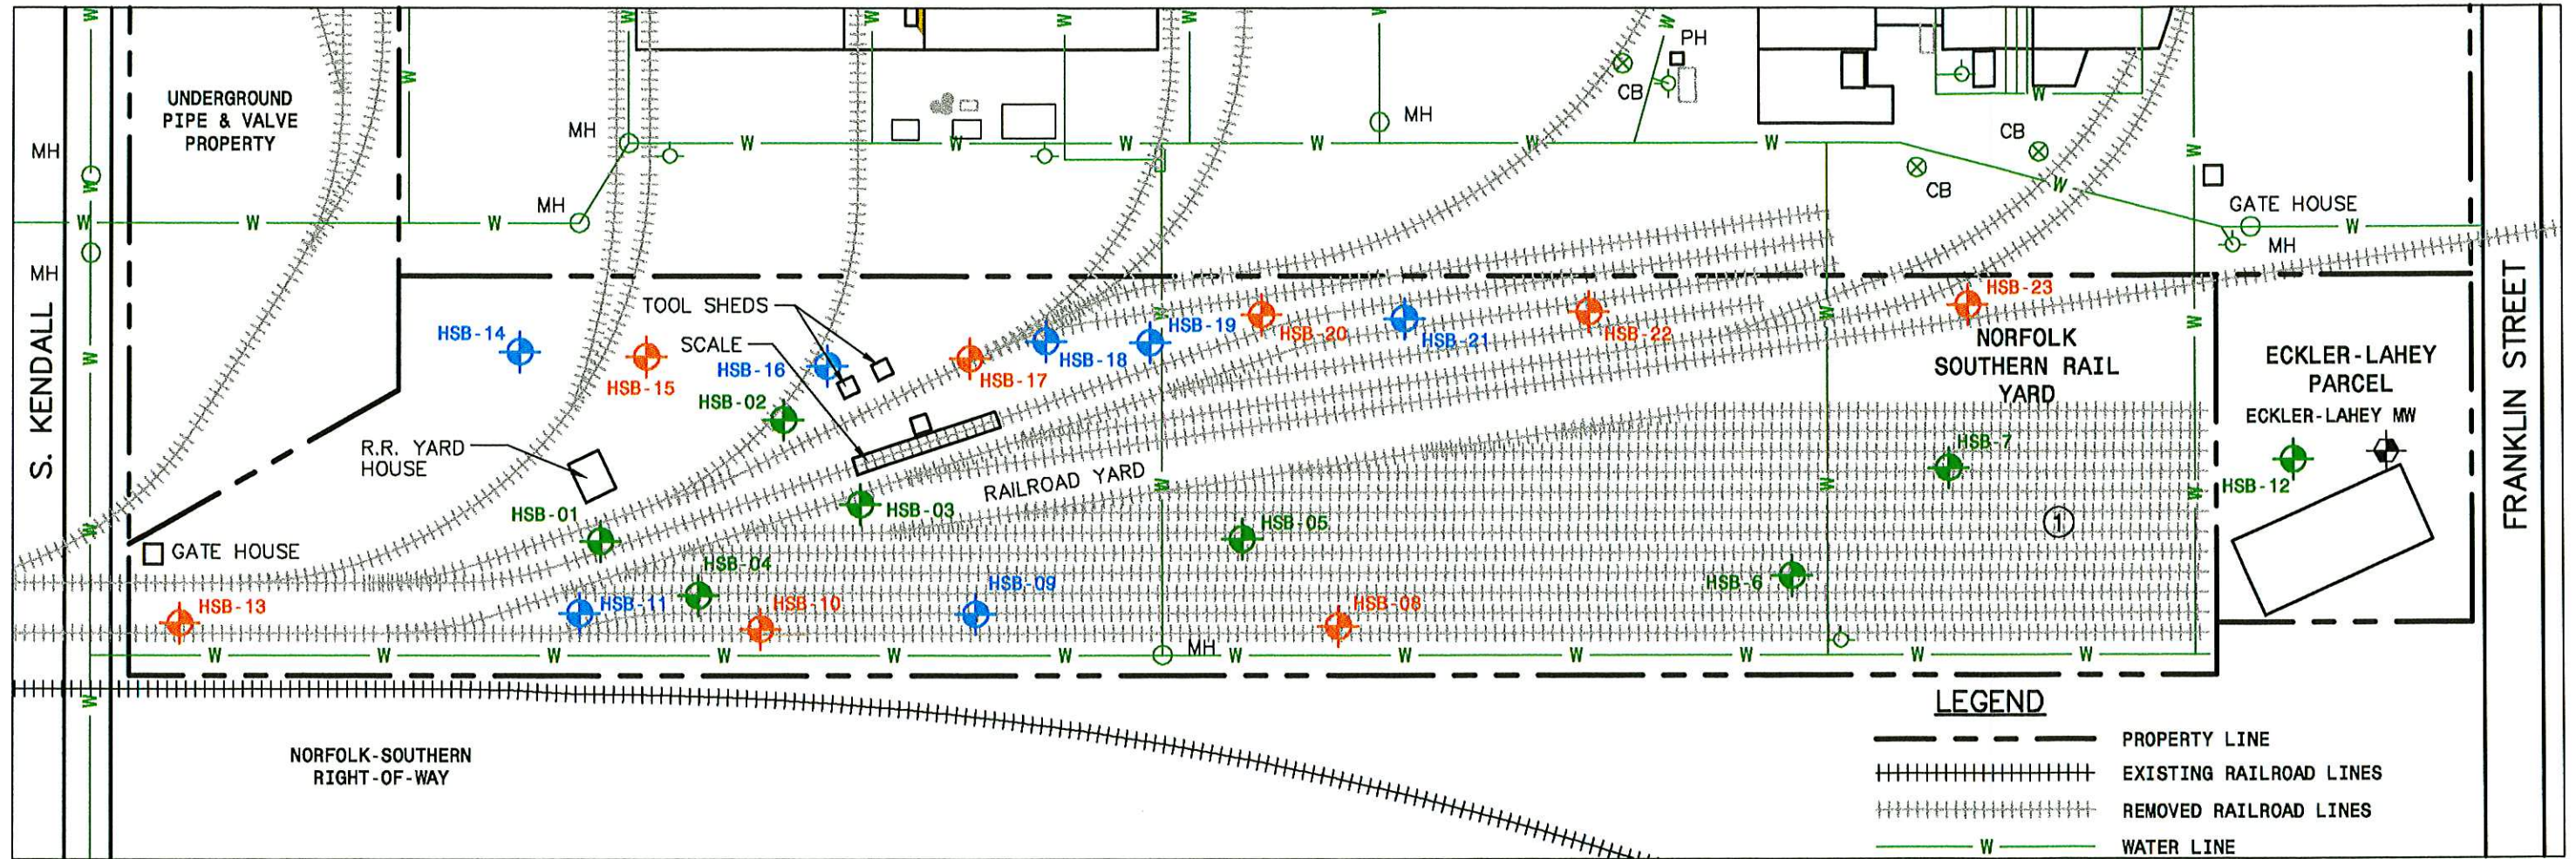 W
W
W
W
W
W
W
PH
CB
MH
UNDERGROUND
PIPE & VALVE
PROPERTY
W
MH
W
W
W
W
W
W
W
CB
W
CB
MH
W
MH
W
W
W
W
GATE HOUSE
W
MH
MH
S. KENDALL
TOOL SHEDS
HSB-14
HSB-15
SCALE
HSB-16
HSB-17
HSB-18
HSB-19
HSB-20
HSB-21
HSB-22
HSB-23
W
W
W
W
NORFOLK
SOUTHERN RAIL
YARD
ECKLER-LAHEY
PARCEL
ECKLER-LAHEY MW
FRANKLIN STREET
HSB-02
R.R. YARD
HOUSE
RAILROAD YARD
W
W
W
HSB-7
HSB-12
HSB-01
HSB-03
HSB-05
1
W
GATE HOUSE
HSB-04
HSB-09
HSB-6
HSB-13
HSB-11
HSB-10
HSB-08
MH
W
W
W
W
W
W
W
W
W
W
W
W
W
NORFOLK-SOUTHERN
RIGHT-OF-WAY
LEGEND
PROPERTY LINE
EXISTING RAILROAD LINES
REMOVED RAILROAD LINES
W
WATER LINE